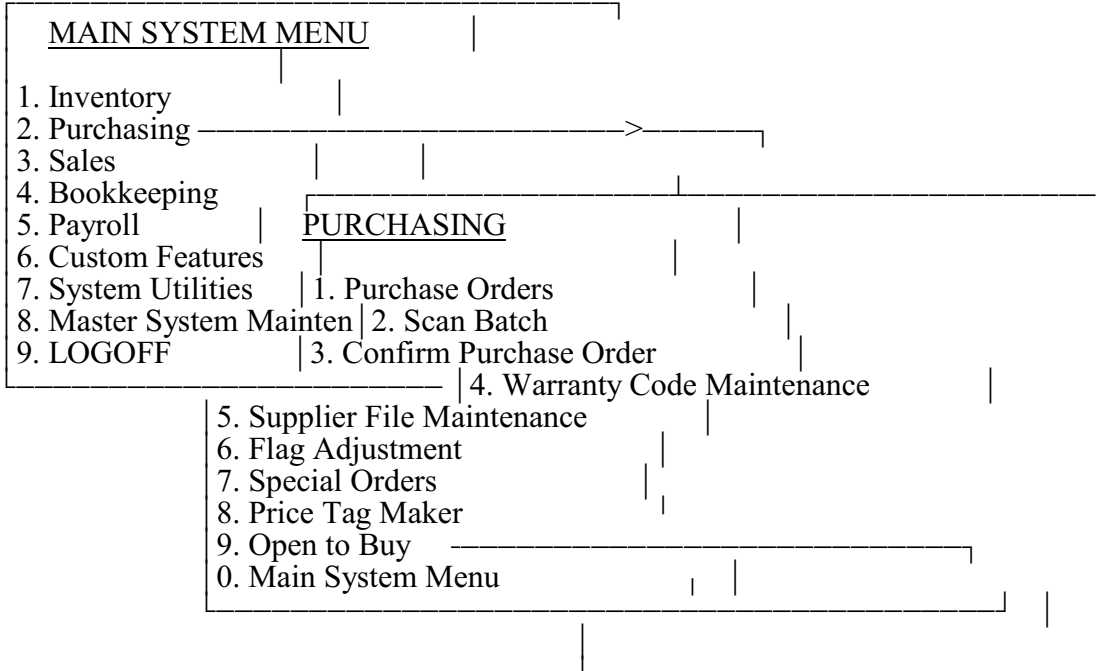 MAIN SYSTEM MENU
1. Inventory
2. Purchasing >
3. Sales
4. Bookkeeping
5. Payroll PURCHASING
6. Custom Features
7. System Utilities 1. Purchase Orders
8. Master System Mainten 2. Scan Batch
9. LOGOFF 3. Confirm Purchase Order
4. Warranty Code Maintenance
5. Supplier File Maintenance
6. Flag Adjustment
7. Special Orders
8. Price Tag Maker
9. Open to Buy
0. Main System Menu